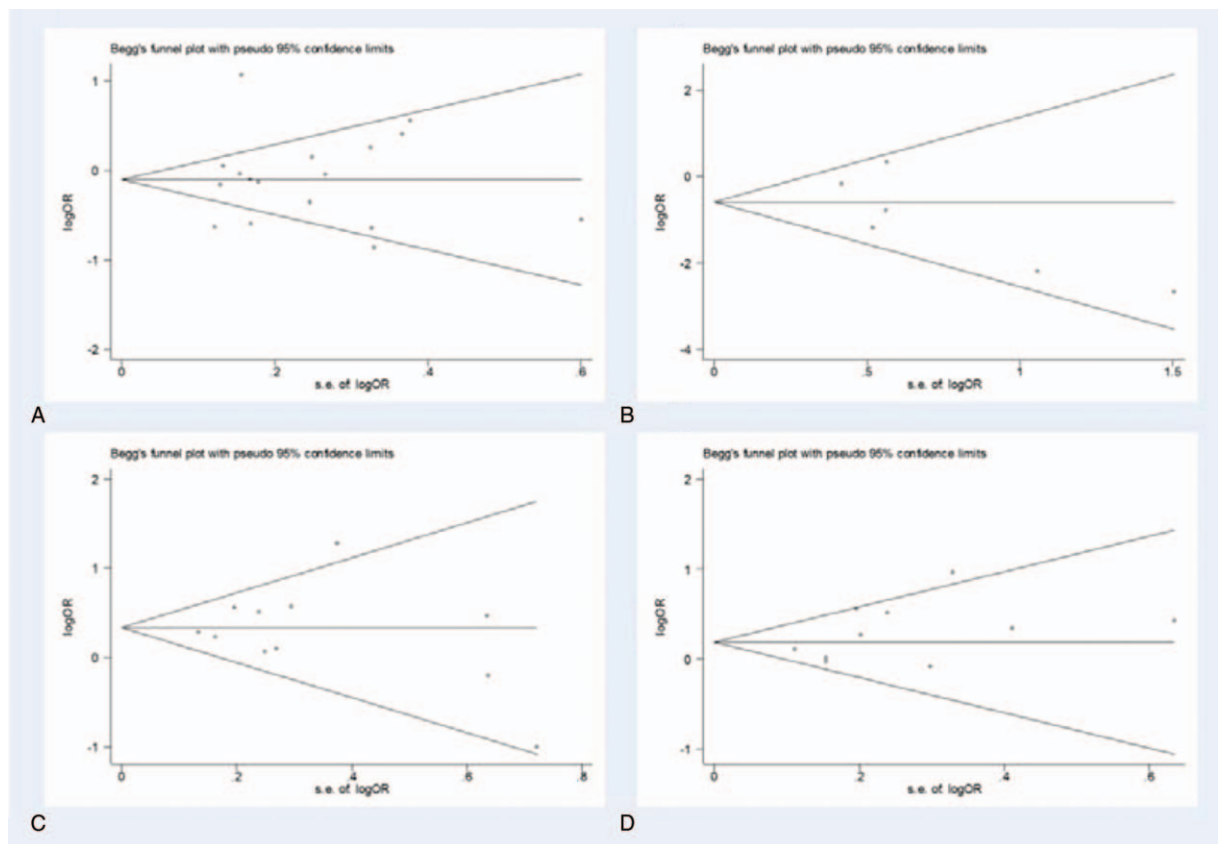 Begg's funnel plot with pseudo 95% confidence limits
1
0
-1
-2
logOR
0
.2
.4
.6
s.e. of logOR
A
Begg's funnel plot with pseudo 95% confidence limits
2
0
-2
-4
logOR
0
.5
1
1.5
s.e. of logOR
B
Begg's funnel plot with pseudo 95% confidence limits
2
1
0
-1
logOR
0
.2
.4
.6
.8
s.e. of logOR
C
Begg's funnel plot with pseudo 95% confidence limits
2
1
0
-1
logOR
0
.2
.4
.6
s.e. of logOR
D